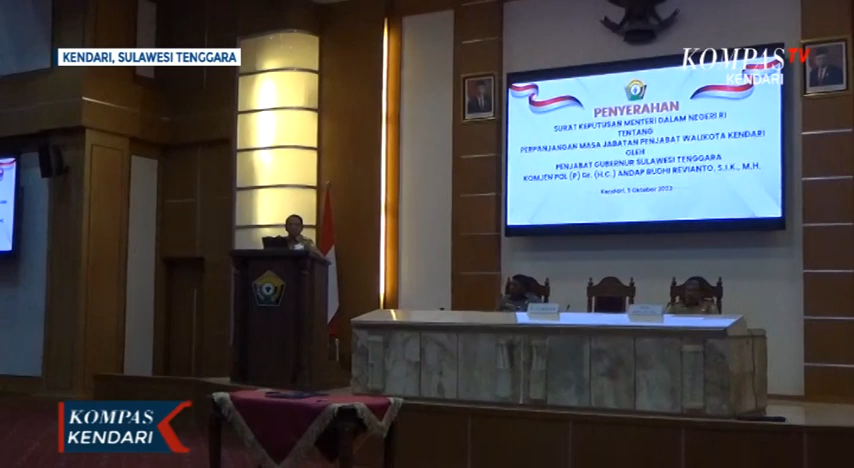 KENDARI, SULAWESI TENGGARA
KOMPAS TV
KENDARI
PENYERAHAN
SURAT KEPUTUSAN MENTERI DALAM NEGERI RI
TENTANG
PERPANJANGAN MASA JABATAN PENJABAT WALIKOTA KENDARI
OLEH
PENJABAT GUBERNUR SULAWESI TENGGARA
KOMJEN POL (P) Dr. (H.C.) ANDAP BUDHI REVIANTO, S.I.K., M.H.
Kendari, Oktober 2023
KOMPAS
KENDARI